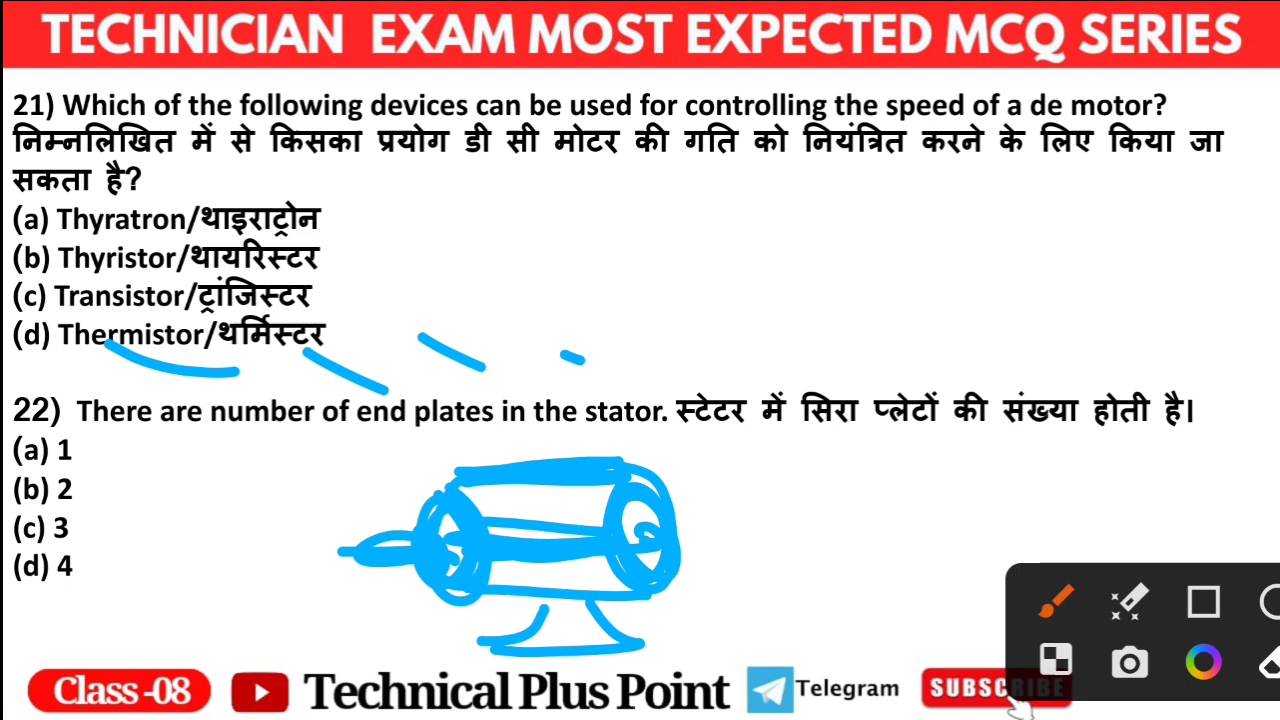 TECHNICIAN EXAM MOST EXPECTED MCQ SERIES
21) Which of the following devices can be used for controlling the speed of a de motor?
निम्नलिखित में से किसका प्रयोग डी सी मोटर की गति को नियंत्रित करने के लिए किया जा
सकता है?
(a) Thyratron/थाइराट्रोन
(b) Thyristor/थायरिस्टर
(c) Transistor/ट्रांजिस्टर
(d) Thermistor/थर्मिस्टर
22) There are number of end plates in the stator. स्टेटर में सिरा प्लेटों की संख्या होती है।
(a) 1
(b) 2
(c) 3
(d) 4
Class -08 Technical Plus Point Telegram SUBSCRIBE